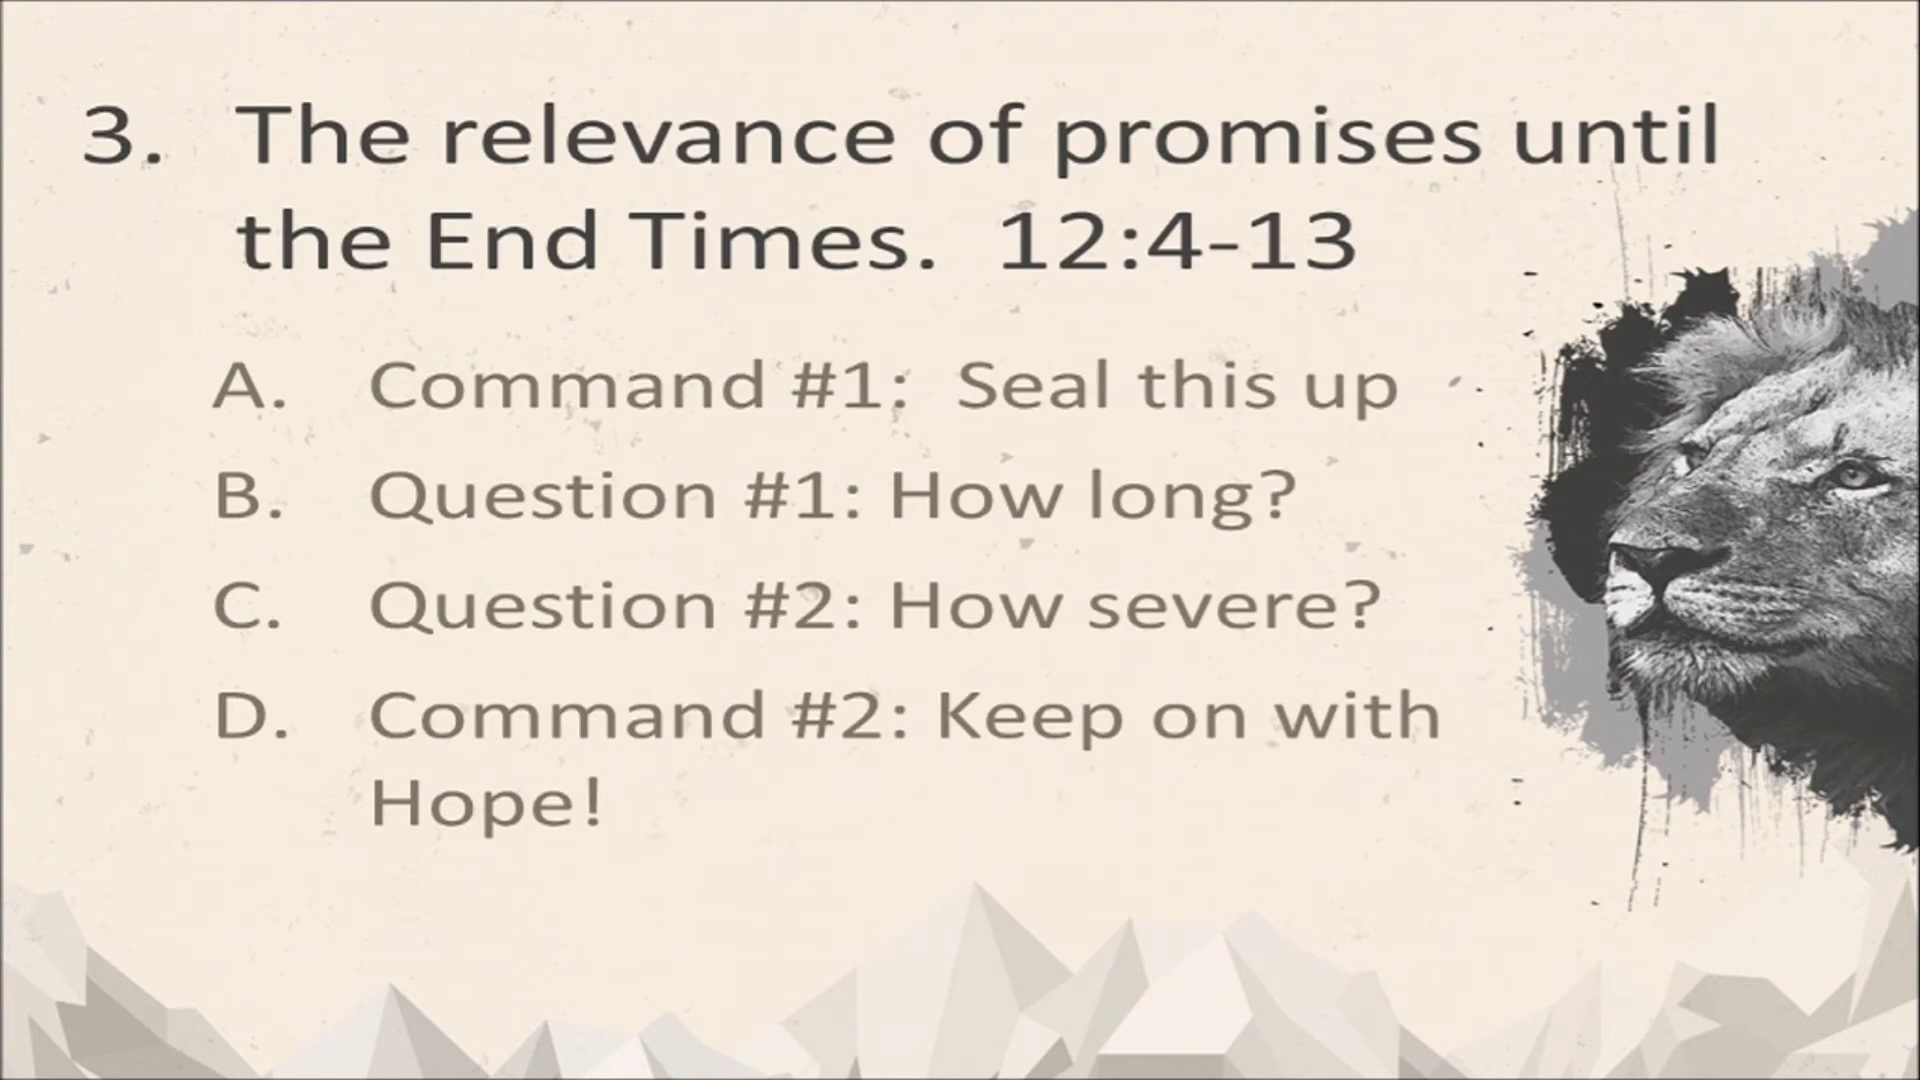 3. The relevance of promises until
the End Times. 12:4-13
A. Command #1: Seal this up
B. Question #1: How long?
C. Question #2: How severe?
D. Command #2: Keep on with
Hope!